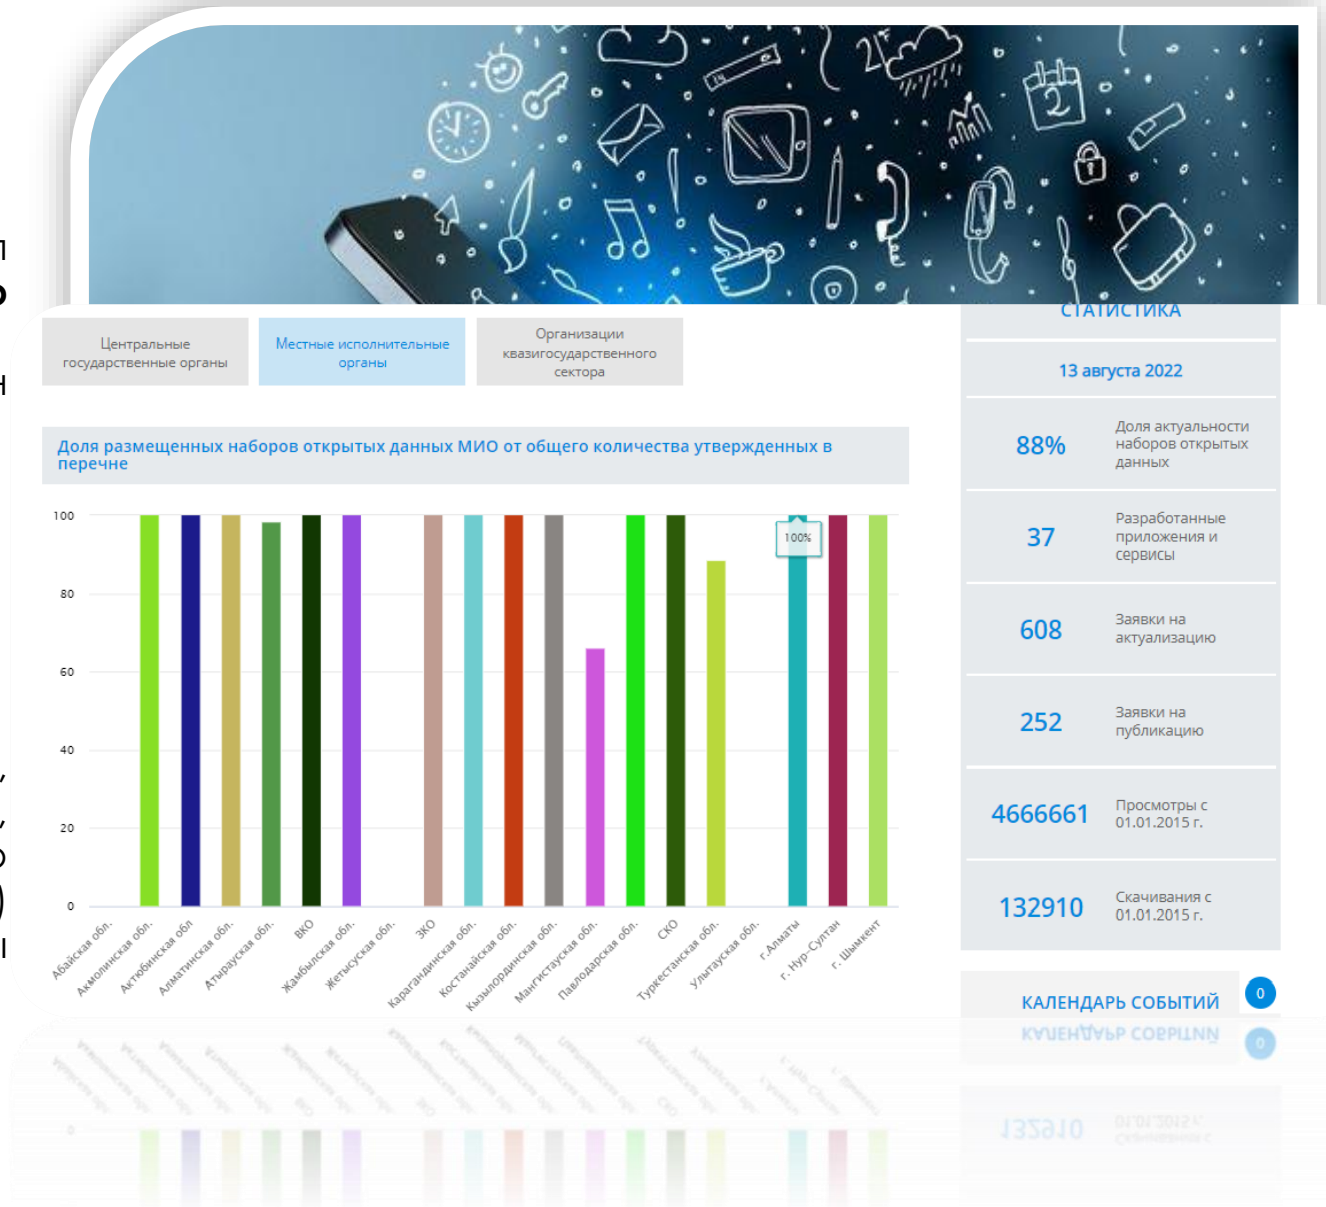 Центральные
государственные органы
Местные исполнительные
органы
Организации
квазигосударственного
сектора
Доля размещенных наборов открытых данных МИО от общего количества утвержденных в
перечне
100
80
60
40
20
0
100%
Абайская обл.
Акмолинская обл.
Актюбинская обл
Алматинская обл.
Атырауская обл.
ВКО
Жамбылская обл.
Жетысуская обл.
ЗКО
Карагандинская обл.
Костанайская обл.
Кызылординская обл.
Мангистауская обл.
Павлодарская обл.
СКО
Туркестанская обл.
Улытауская обл.
г.Алматы
г. Нур-Султан
г. Шымкент
СТАТИСТИКА
13 августа 2022
88%
Доля актуальности
наборов открытых
данных
37
Разработанные
приложения и
сервисы
608
Заявки на
актуализацию
252
Заявки на
публикацию
4666661
Просмотры с
01.01.2015 г.
132910
Скачивания с
01.01.2015 г.
КАЛЕНДАРЬ СОБЫТИЙ
0